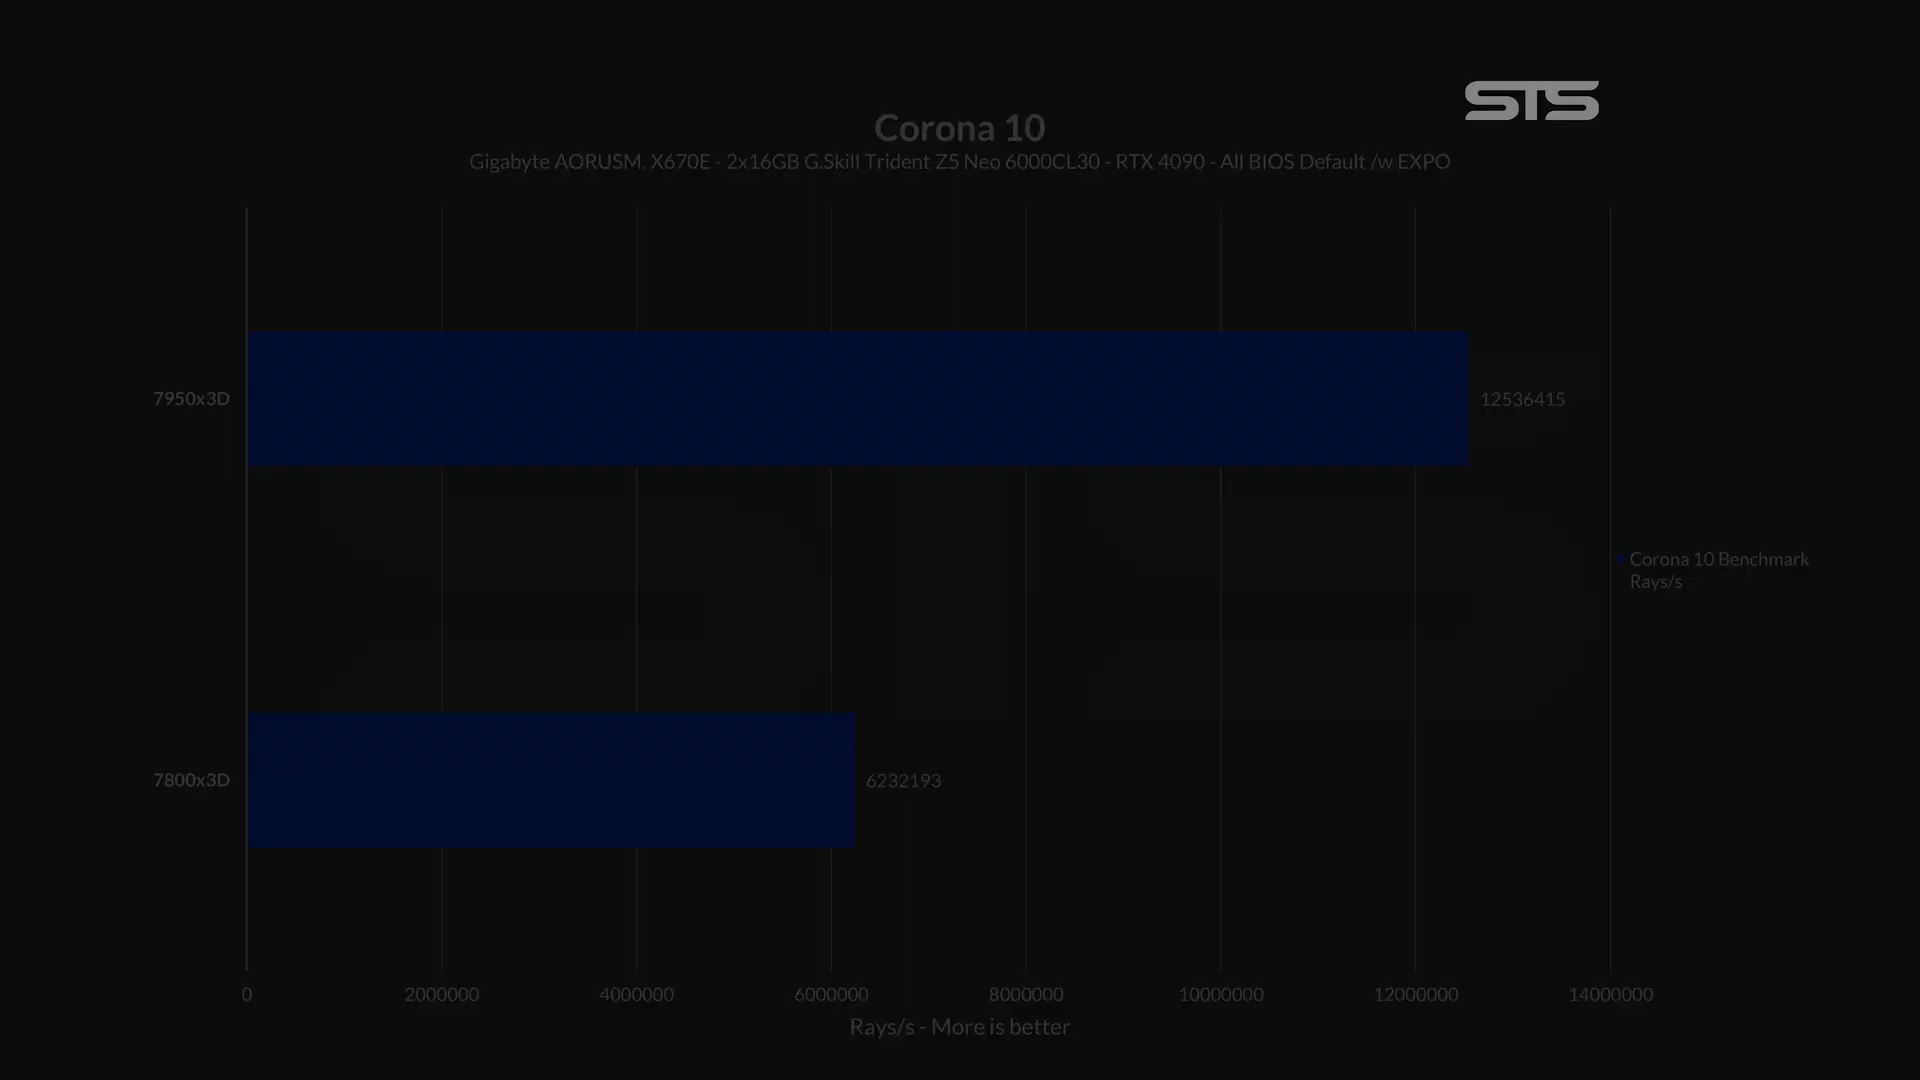 STS
Corona 10
Gigabyte AORUSM. X670E - 2x16GB G.Skill Trident Z5 Neo 6000CL30 - RTX 4090 - All BIOS Default /w EXPO
7950x3D
12536415
Corona 10 Benchmark
Rays/s
7800x3D
6232193
0 2000000 4000000 6000000 8000000 10000000 12000000 14000000
Rays/s - More is better